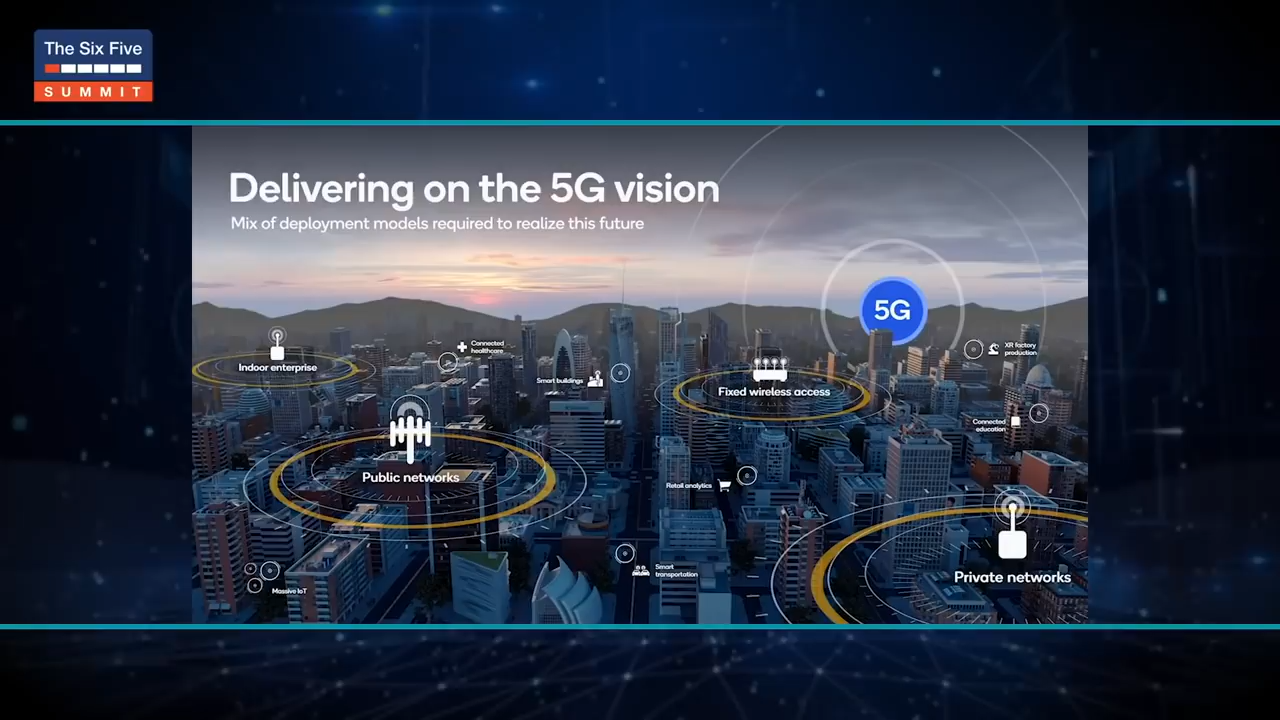 The Six Five
SUMMIT
Delivering on the 5G vision
Mix of deployment models required to realize this future
5G
Indoor enterprise
Connected
healthcare
Smart buildings
Fixed wireless access
XR factory
production
Connected
education
Public networks
Retail analytics
Smart
transportation
Massive IoT
Private networks